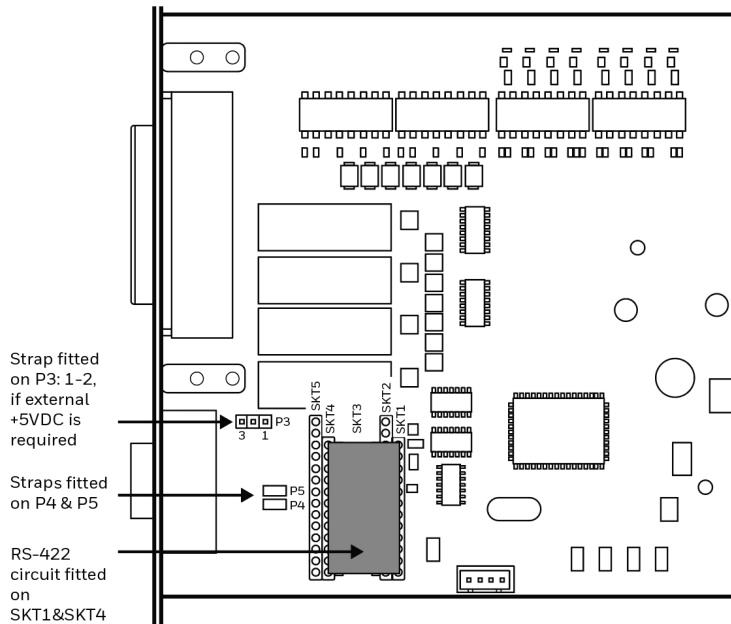 Strap fitted
on P3: 1-2,
if external
+5VDC is
required
P3
3 1
Straps fitted
on P4 & P5
P5
P4
RS-422
circuit fitted
on
SKT1&SKT4
SKT5
SKT4
SKT3
SKT2
SKT1